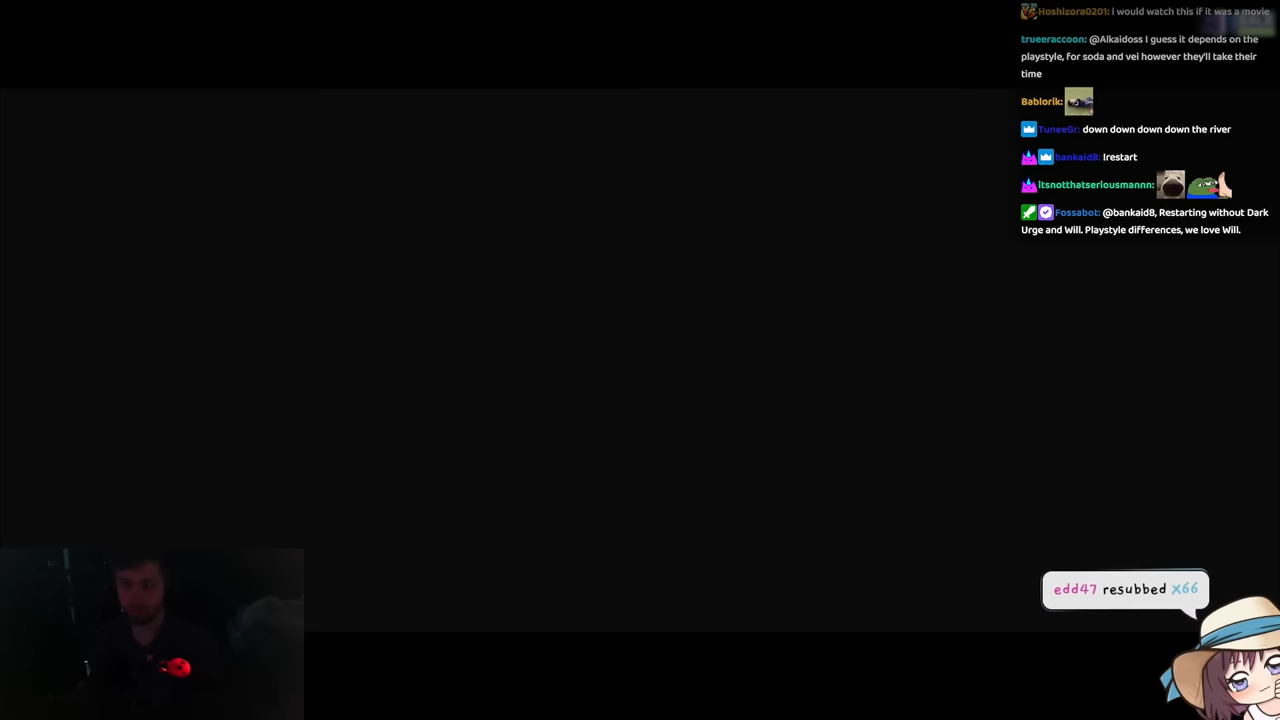 Hoshizora0201: i would watch this if it was a movie
trueeraccoon: @Alkaidoss I guess it depends on the
playstyle, for soda and vei however they'll take their
time
Bablorik:
TuneeGr: down down down down the river
bankaid8: !restart
itsnotthatseriousmannn:
Fossabot: @bankaid8, Restarting without Dark
Urge and Will. Playstyle differences, we love Will.
edd47 resubbed X66